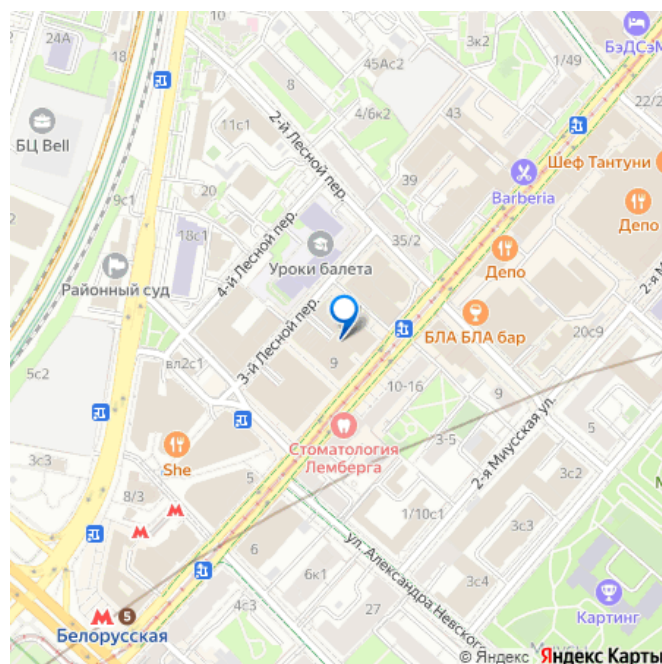 24А
БЦ Bell
9с1
Районный суд
5с2
3с3
8/3
She
5
вл2с1
18с1
20
11с1
8
45Ас2
3к2
4/6к2
43
1/49
БэДСэМ
22/2
Шеф Тантуни
Barberia
Депо
Депо
2-й Лесной пер.
39
35/2
Уроки балета
4-й Лесной пер.
3-й Лесной пер.
БЛА БЛА бар
20с9
2-я М
9
10-16
Стоматология
Лемберга
3-5
2-я Миусская ул.
5
3с2
1/10с1
3с3
3с4
ул. Александра Невского
6
6к1
4с3
27
Картинг
5
Белорусская
© Яндекс Яндекс Карты